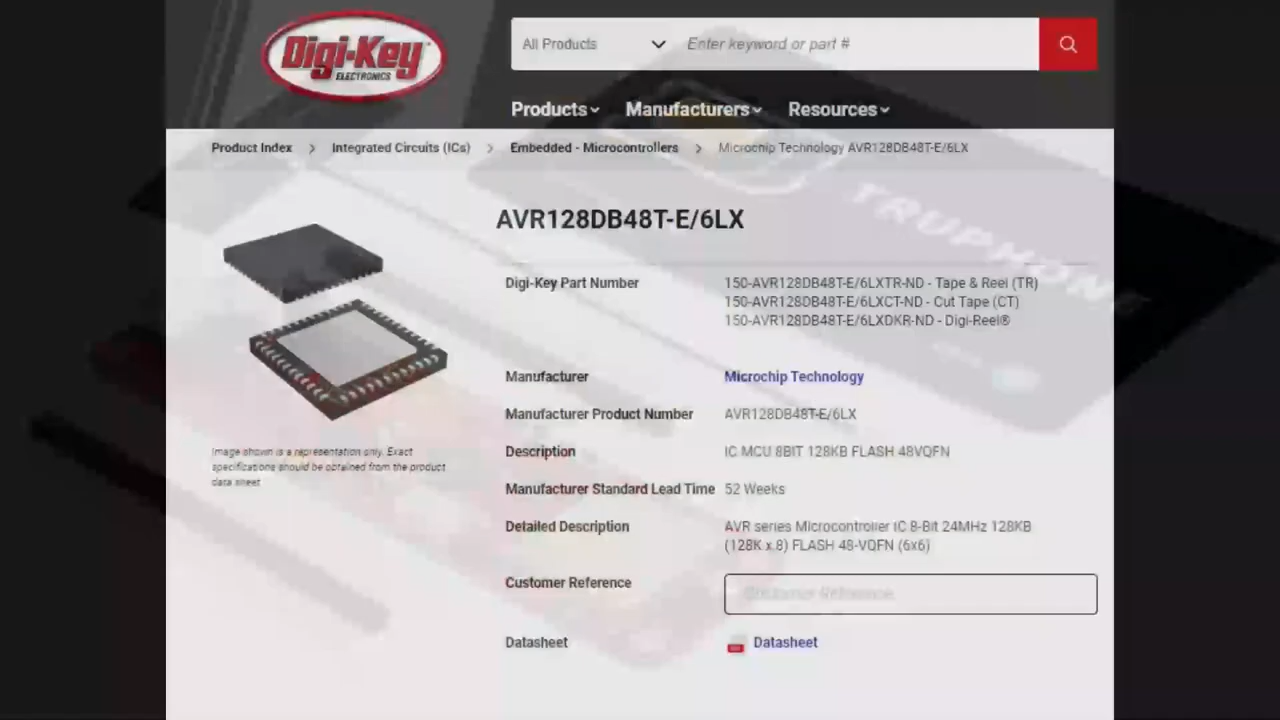 Digi-Key
ELECTRONICS
All Products
Enter keyword or part #
Products
Manufacturers
Resources
Product Index > Integrated Circuits (ICs) > Embedded - Microcontrollers > Microchip Technology AVR128DB48T-E/6LX
AVR128DB48T-E/6LX
Digi-Key Part Number
150-AVR128DB48T-E/6LXTR-ND - Tape & Reel (TR)
150-AVR128DB48T-E/6LXCT-ND - Cut Tape (CT)
150-AVR128DB48T-E/6LXDKR-ND - Digi-Reel®
Manufacturer
Microchip Technology
Manufacturer Product Number
AVR128DB48T-E/6LX
Description
IC MCU 8BIT 128KB FLASH 48VQFN
Manufacturer Standard Lead Time
52 Weeks
Detailed Description
AVR series Microcontroller IC 8-Bit 24MHz 128KB
(128K x 8) FLASH 48-VQFN (6x6)
Customer Reference
Customer Reference
Datasheet
Datasheet
Image shown is a representation only. Exact
specifications should be obtained from the product
data sheet
TRUPHONE